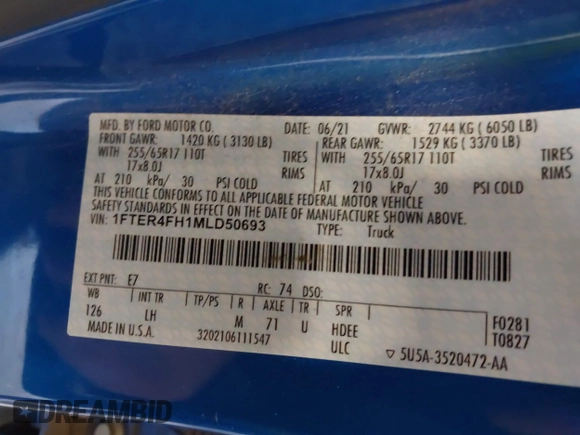 MFD. BY FORD MOTOR CO.
DATE: 06/21 GVWR: 2744 KG (6050 LB)
FRONT GAWR: 1420 KG (3130 LB)
REAR GAWR: 1529 KG (3370 LB)
WITH 255/65R17 110T TIRES
WITH 255/65R17 110T TIRES
17x8.0J RIMS
17x8.0J RIMS
AT 210 kPa/ 30 PSI COLD
AT 210 kPa/ 30 PSI COLD
THIS VEHICLE CONFORMS TO ALL APPLICABLE FEDERAL MOTOR VEHICLE
SAFETY STANDARDS IN EFFECT ON THE DATE OF MANUFACTURE SHOWN ABOVE.
VIN: 1FTER4FH1MLD50693 TYPE: Truck
EXT PNT: E7 RC: 74 DSO:
WB INT TR TP/PS R AXLE TR SPR
126 LH M 71 U HDEE
F0281
T0827
MADE IN U.S.A. 3202106111547 ULC ▽5U5A-3520472-AA
DREAMBID